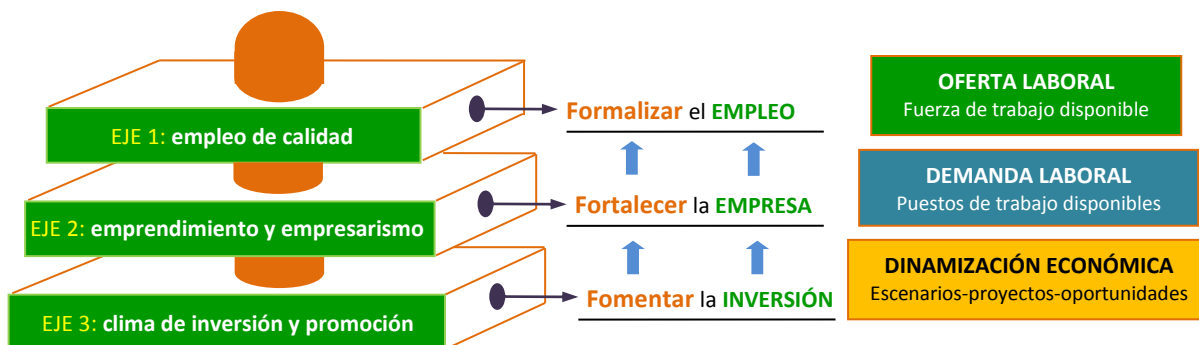 EJE 1: empleo de calidad
Formalizar el EMPLEO
OFERTA LABORAL
Fuerza de trabajo disponible
EJE 2: emprendimiento y empresarismo
Fortalecer la EMPRESA
DEMANDA LABORAL
Puestos de trabajo disponibles
EJE 3: clima de inversión y promoción
Fomentar la INVERSIÓN
DINAMIZACIÓN ECONÓMICA
Escenarios-proyectos-oportunidades